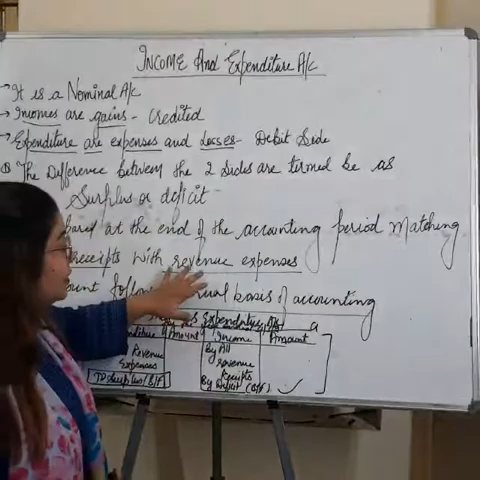 INCOME And Expenditure A/c
→ It is a Nominal A/c
→ Incomes are gains - Credited
→ Expenditure are expenses and losses - Debit Side
The Difference between the 2 sides are termed be as
Surplus or deficit
at the end of the accounting period Matching
receipts with revenue expenses
basis of accounting
Expenditure A/c
Amount Income Amount
Revenue By All
Expenses revenue
Receipts
By Deficit